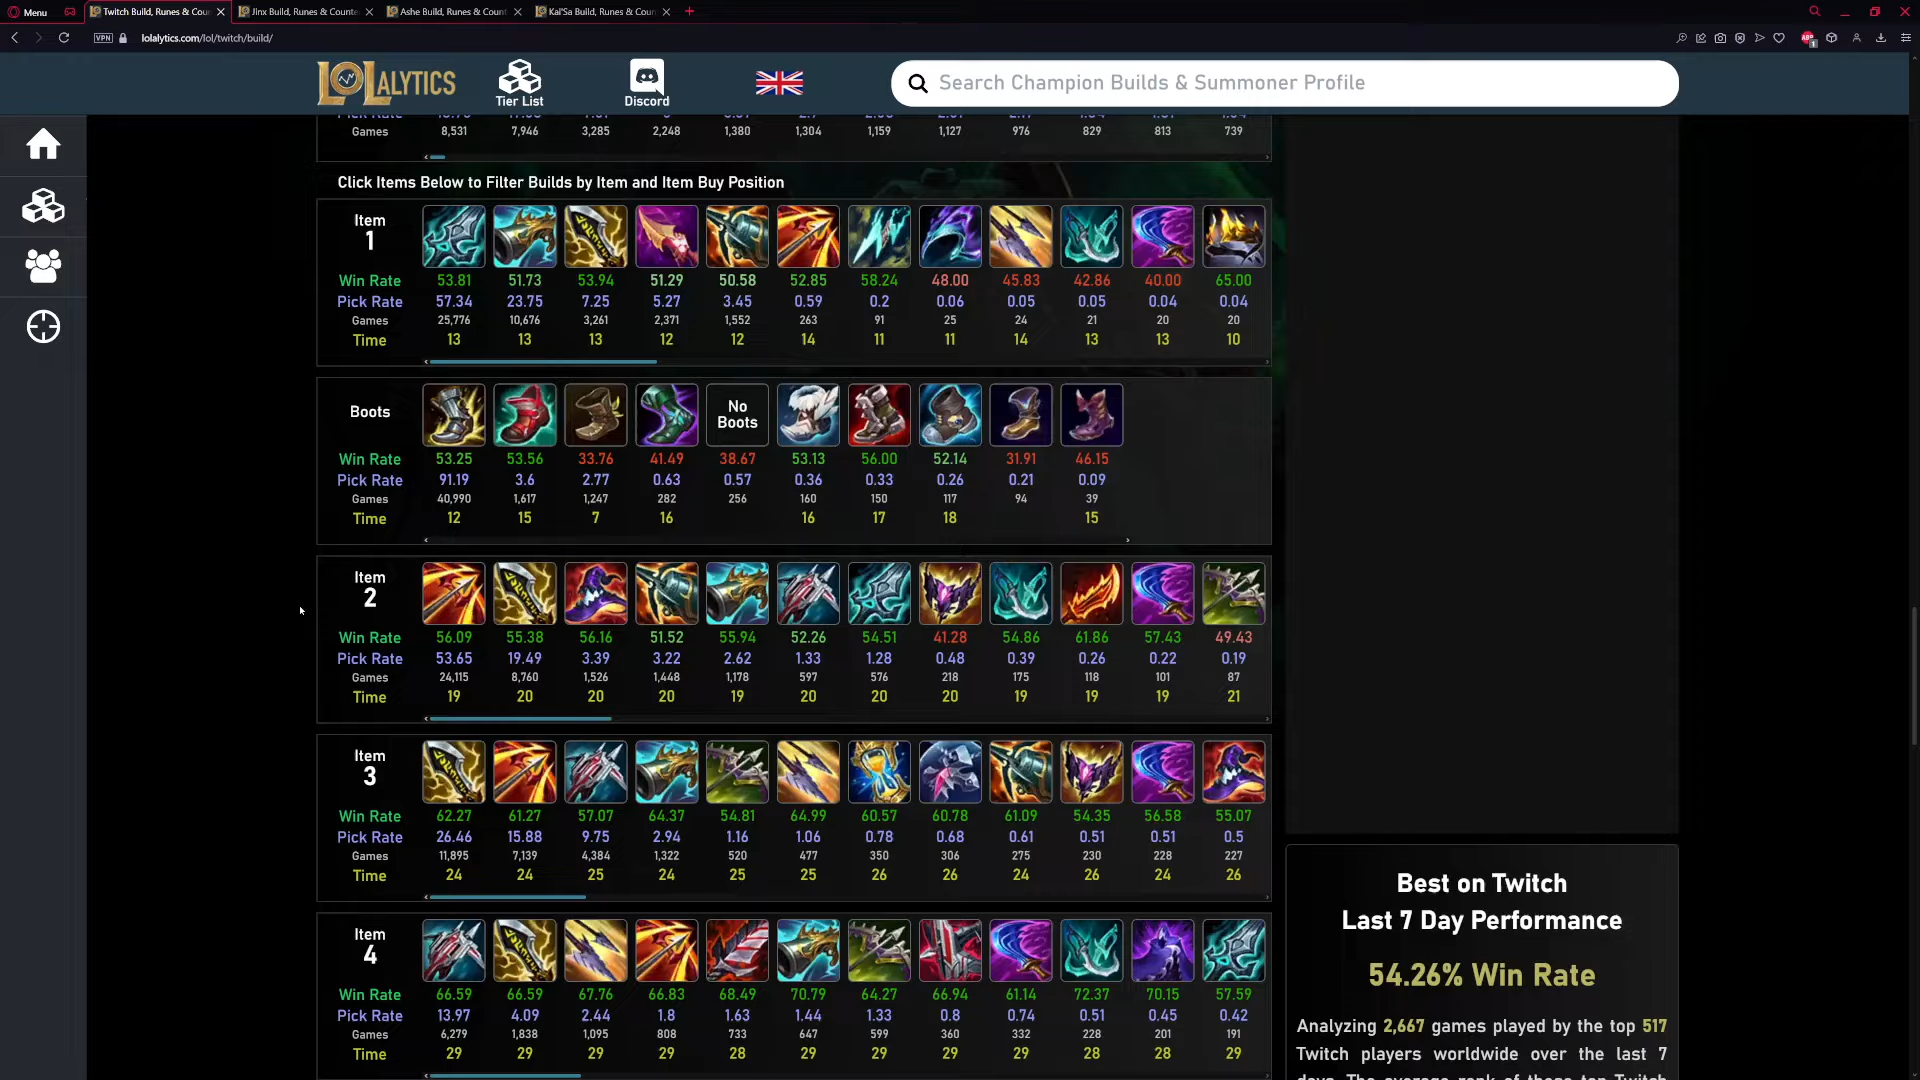 Menu
Twitch Build, Runes & Cou
Jinx Build, Runes & Counte
Ashe Build, Runes & Count
Kai'Sa Build, Runes & Coun
VPN
lolalytics.com/lol/twitch/build/
LOLALYTICS
Tier List
Discord
Search Champion Builds & Summoner Profile
Games 8,531 7,946 3,285 2,248 1,380 1,304 1,159 1,127 976 829 813 739
Click Items Below to Filter Builds by Item and Item Buy Position
Item 1
Win Rate 53.81 51.73 53.94 51.29 50.58 52.85 58.24 48.00 45.83 42.86 40.00 65.00
Pick Rate 57.34 23.75 7.25 5.27 3.45 0.59 0.2 0.06 0.05 0.05 0.04 0.04
Games 25,776 10,676 3,261 2,371 1,552 263 91 25 24 21 20 20
Time 13 13 13 12 12 14 11 11 14 13 13 10
Boots
No Boots
Win Rate 53.25 53.56 33.76 41.49 38.67 53.13 56.00 52.14 31.91 46.15
Pick Rate 91.19 3.6 2.77 0.63 0.57 0.36 0.33 0.26 0.21 0.09
Games 40,990 1,617 1,247 282 256 160 150 117 94 39
Time 12 15 7 16 16 17 18 15
Item 2
Win Rate 56.09 55.38 56.16 51.52 55.94 52.26 54.51 41.28 54.86 61.86 57.43 49.43
Pick Rate 53.65 19.49 3.39 3.22 2.62 1.33 1.28 0.48 0.39 0.26 0.22 0.19
Games 24,115 8,760 1,526 1,448 1,178 597 576 218 175 118 101 87
Time 19 20 20 20 19 20 20 20 19 19 19 21
Item 3
Win Rate 62.27 61.27 57.07 64.37 54.81 64.99 60.57 60.78 61.09 54.35 56.58 55.07
Pick Rate 26.46 15.88 9.75 2.94 1.16 1.06 0.78 0.68 0.61 0.51 0.51 0.5
Games 11,895 7,139 4,384 1,322 520 477 350 306 275 230 228 227
Time 24 24 25 24 25 25 26 26 24 26 24 26
Item 4
Win Rate 66.59 66.59 67.76 66.83 68.49 70.79 64.27 66.94 61.14 72.37 70.15 57.59
Pick Rate 13.97 4.09 2.44 1.8 1.63 1.44 1.33 0.8 0.74 0.51 0.45 0.42
Games 6,279 1,838 1,095 808 733 647 599 360 332 228 201 191
Time 29 29 29 29 28 29 29 29 29 28 28 29
Best on Twitch
Last 7 Day Performance
54.26% Win Rate
Analyzing 2,667 games played by the top 517
Twitch players worldwide over the last 7
days. The average rank of these top Twitch